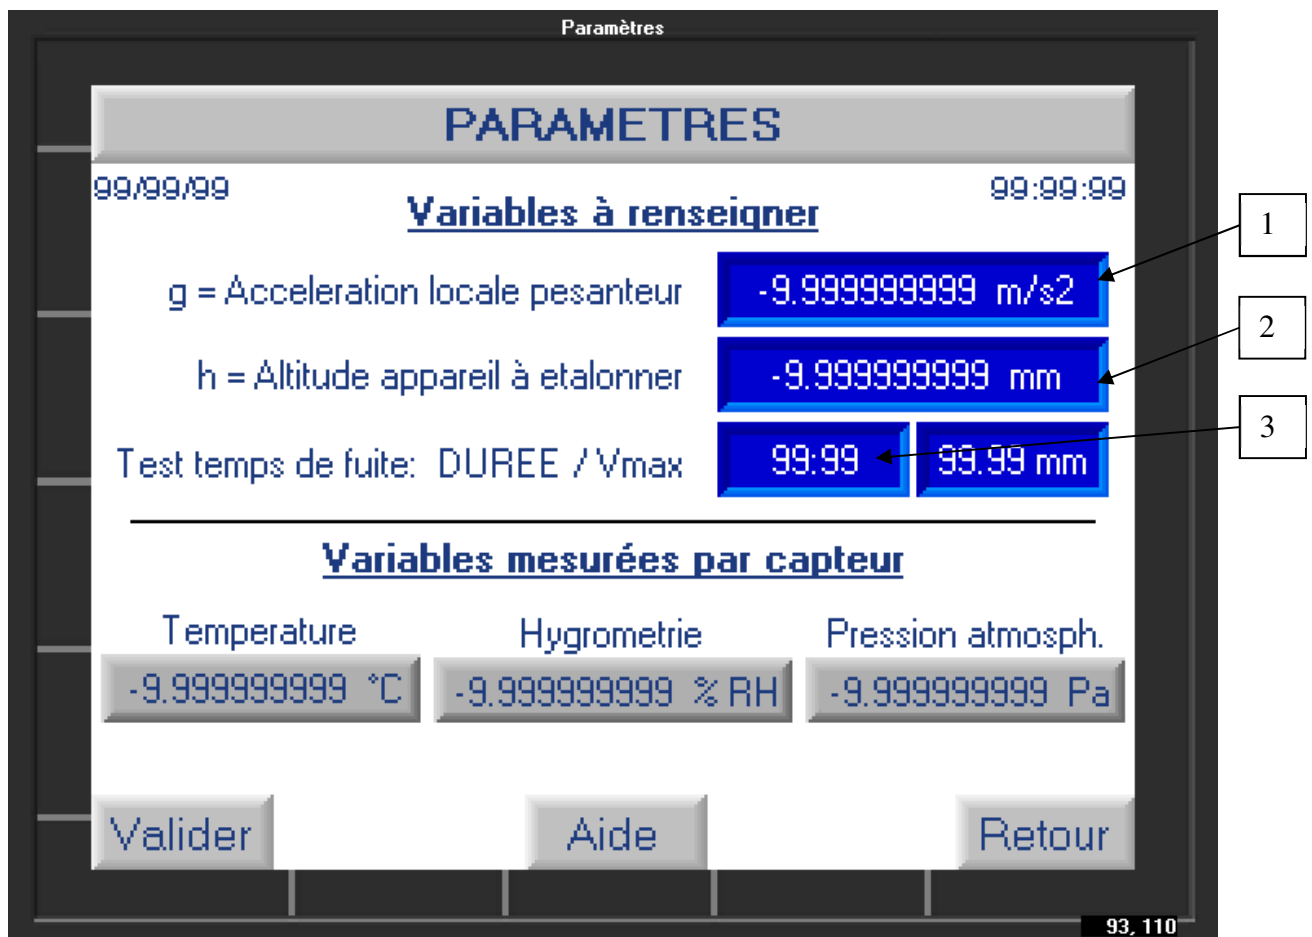 Paramètres
PARAMETRES
99/99/99
99:99:99
Variables à renseigner
1
g = Acceleration locale pesanteur
-9.999999999 m/s2
2
h = Altitude appareil à etalonner
-9.999999999 mm
3
Test temps de fuite: DUREE / Vmax
99:99
99.99 mm
Variables mesurées par capteur
Temperature
Hygrometrie
Pression atmosph.
-9.999999999 °C
-9.999999999 % RH
-9.999999999 Pa
Valider
Aide
Retour
93, 110